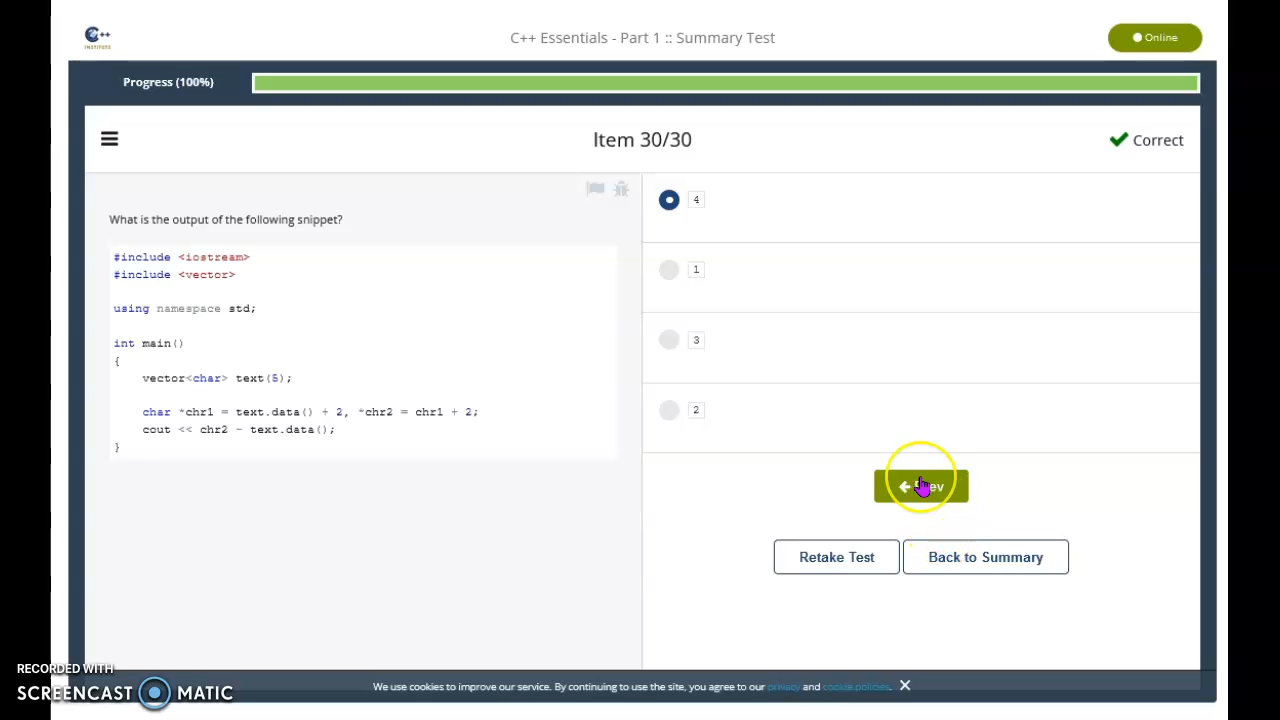 C++
INSTITUTE
C++ Essentials - Part 1 :: Summary Test
Online
Progress (100%)
Item 30/30
Correct
What is the output of the following snippet?
#include <iostream>
#include <vector>
using namespace std;
int main()
{
vector<char> text(5);
char *chr1 = text.data() + 2, *chr2 = chr1 + 2;
cout << chr2 - text.data();
}
4
1
3
2
Prev
Retake Test
Back to Summary
We use cookies to improve our service. By continuing to use the site, you agree to our privacy and cookie policies.
RECORDED WITH
SCREENCAST MATIC